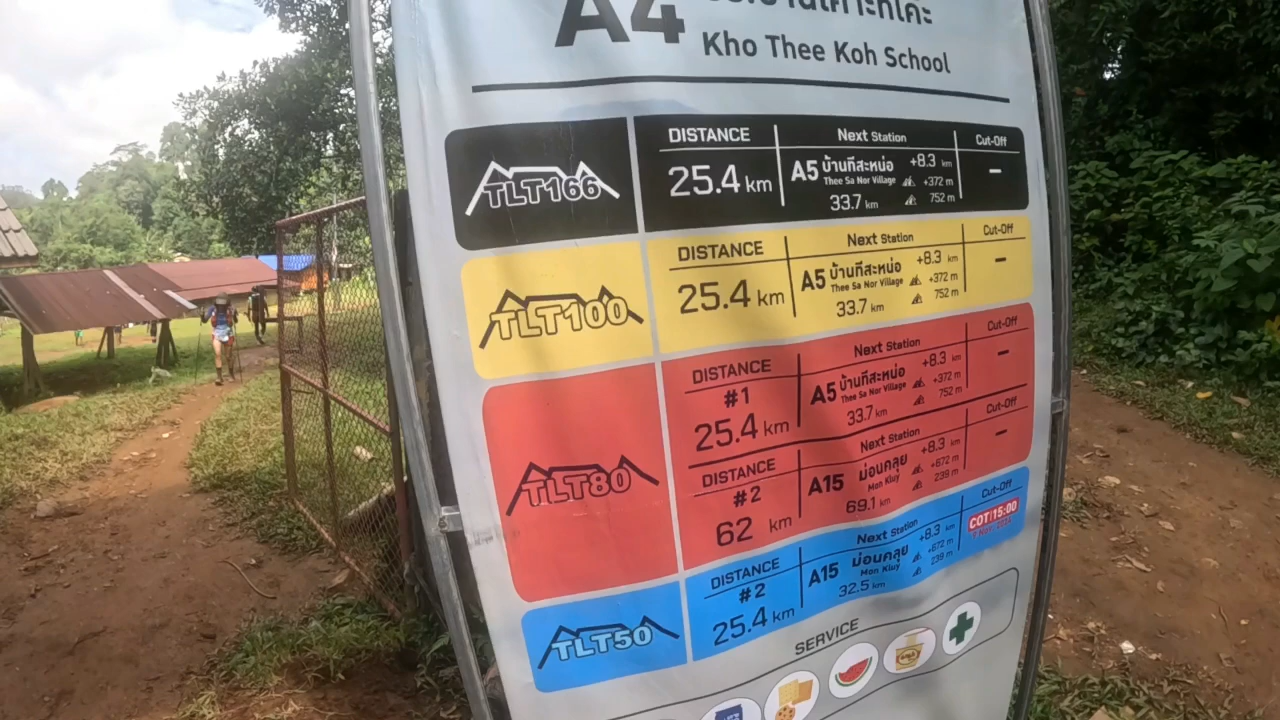 A4
Kho Thee Koh School
TLT166
DISTANCE
25.4 km
Next Station
A5 บ้านทีสะหน่อ
Thee Sa Nor Village
33.7 km
+8.3 km
+372 m
752 m
Cut-Off
-
TLT100
DISTANCE
25.4 km
Next Station
A5 บ้านทีสะหน่อ
Thee Sa Nor Village
33.7 km
+8.3 km
+372 m
752 m
Cut-Off
-
TLT80
DISTANCE
#1
25.4 km
Next Station
A5 บ้านทีสะหน่อ
Thee Sa Nor Village
33.7 km
+8.3 km
+372 m
752 m
Cut-Off
-
DISTANCE
#2
62 km
Next Station
A15 ม่อนคลุย
Mon Kluy
69.1 km
+8.3 km
+672 m
239 m
Cut-Off
-
TLT50
DISTANCE
#2
25.4 km
Next Station
A15 ม่อนคลุย
Mon Kluy
32.5 km
+8.3 km
+672 m
239 m
Cut-Off
COT|15:00
SERVICE